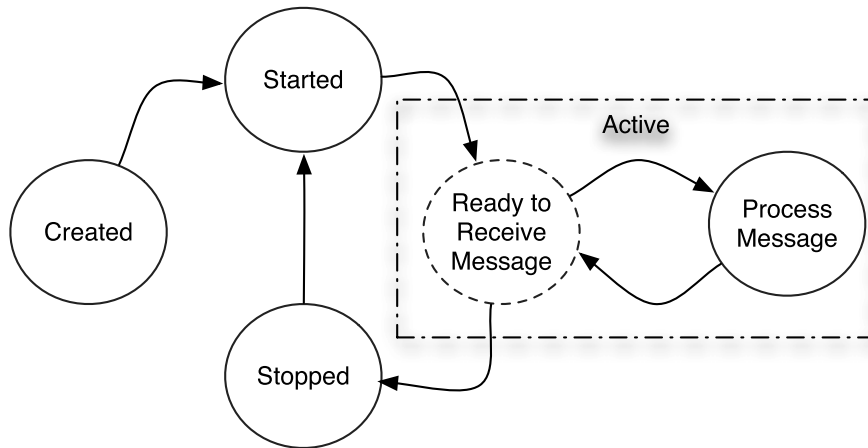 Started
Active
Created
Ready to
Receive
Message
Process
Message
Stopped